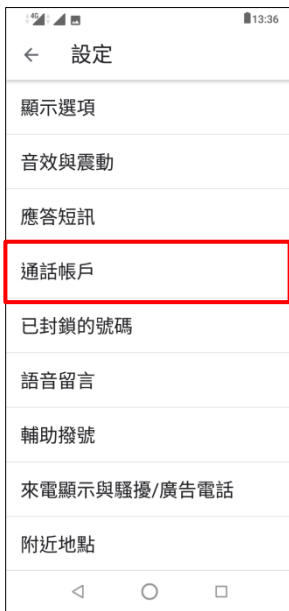 4G 13:36
設定
顯示選項
音效與震動
應答短訊
通話帳戶
已封鎖的號碼
語音留言
輔助撥號
來電顯示與騷擾/廣告電話
附近地點